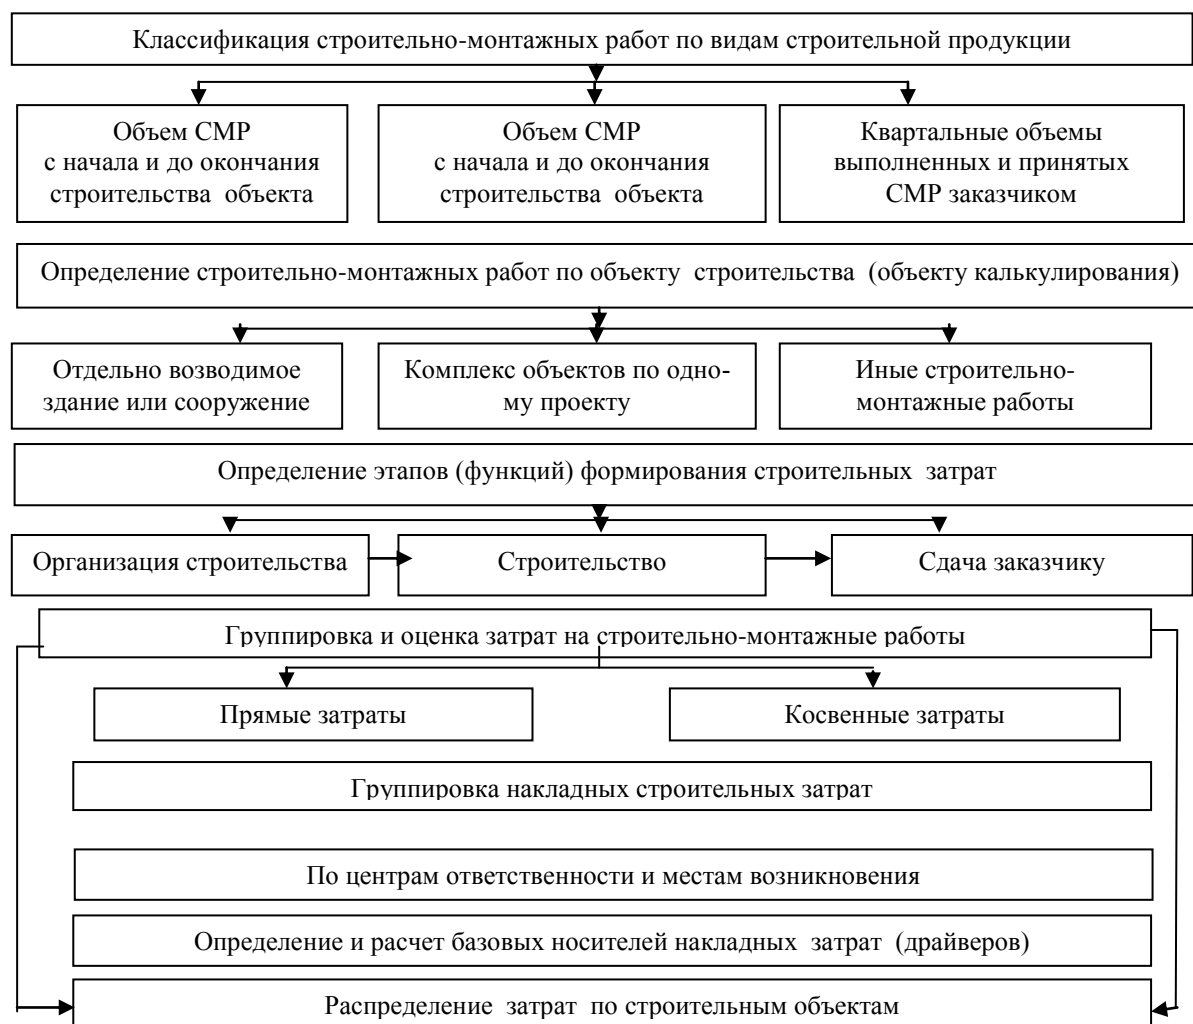 Классификация строительно-монтажных работ по видам строительной продукции
Объем СМР
с начала и до окончания
строительства объекта
Объем СМР
с начала и до окончания
строительства объекта
Квартальные объемы
выполненных и принятых
СМР заказчиком
Определение строительно-монтажных работ по объекту строительства (объекту калькулирования)
Отдельно возводимое
здание или сооружение
Комплекс объектов по одно-
му проекту
Иные строительно-
монтажные работы
Определение этапов (функций) формирования строительных затрат
Организация строительства
Строительство
Сдача заказчику
Группировка и оценка затрат на строительно-монтажные работы
Прямые затраты
Косвенные затраты
Группировка накладных строительных затрат
По центрам ответственности и местам возникновения
Определение и расчет базовых носителей накладных затрат (драйверов)
Распределение затрат по строительным объектам